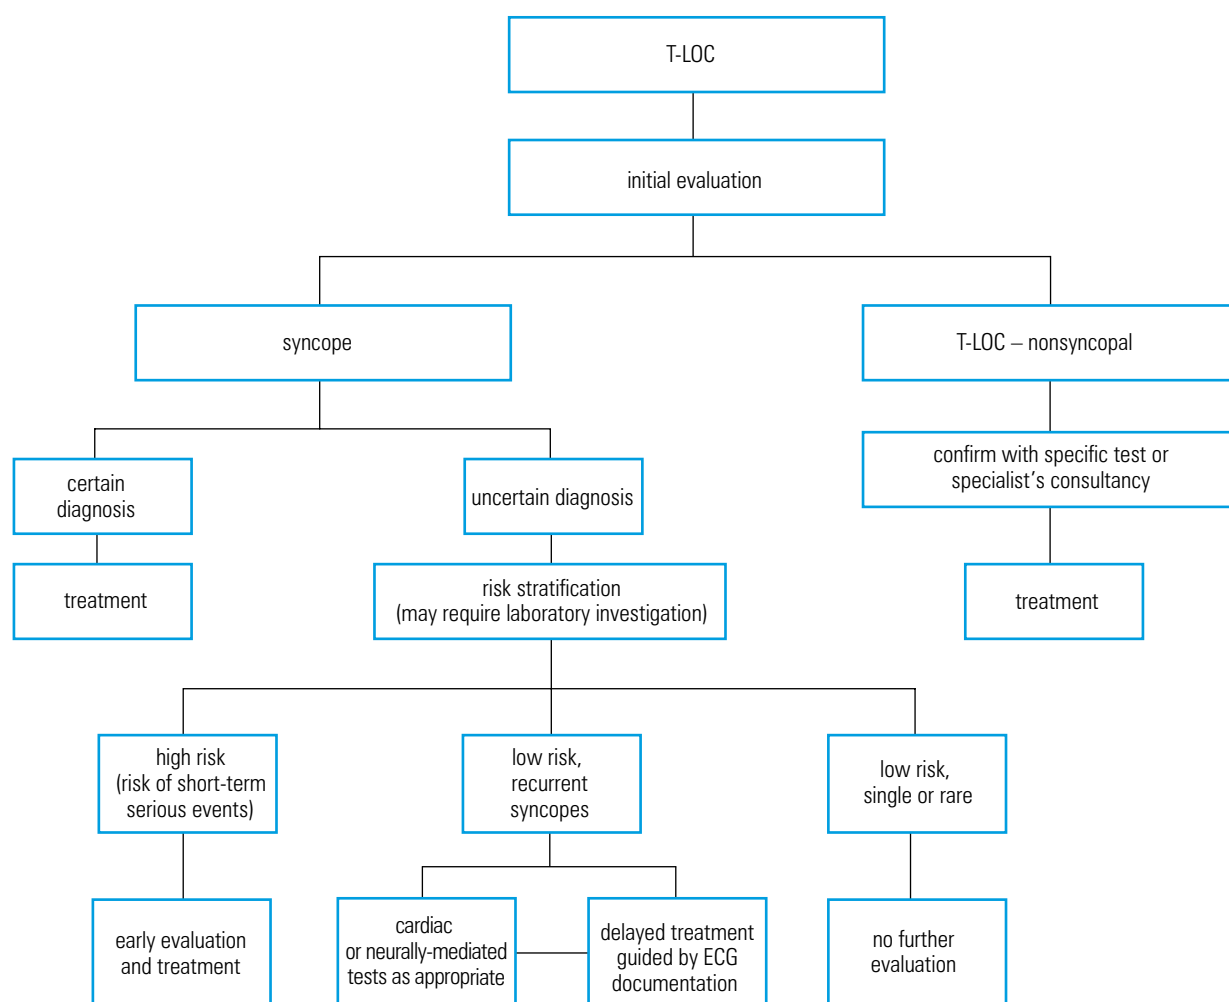 T-LOC
initial evaluation
syncope
T-LOC – nonsyncopal
certain
diagnosis
uncertain diagnosis
confirm with specific test or
specialist's consultancy
treatment
risk stratification
(may require laboratory investigation)
treatment
high risk
(risk of short-term
serious events)
low risk,
recurrent
syncopes
low risk,
single or rare
early evaluation
and treatment
cardiac
or neurally-mediated
tests as appropriate
delayed treatment
guided by ECG
documentation
no further
evaluation